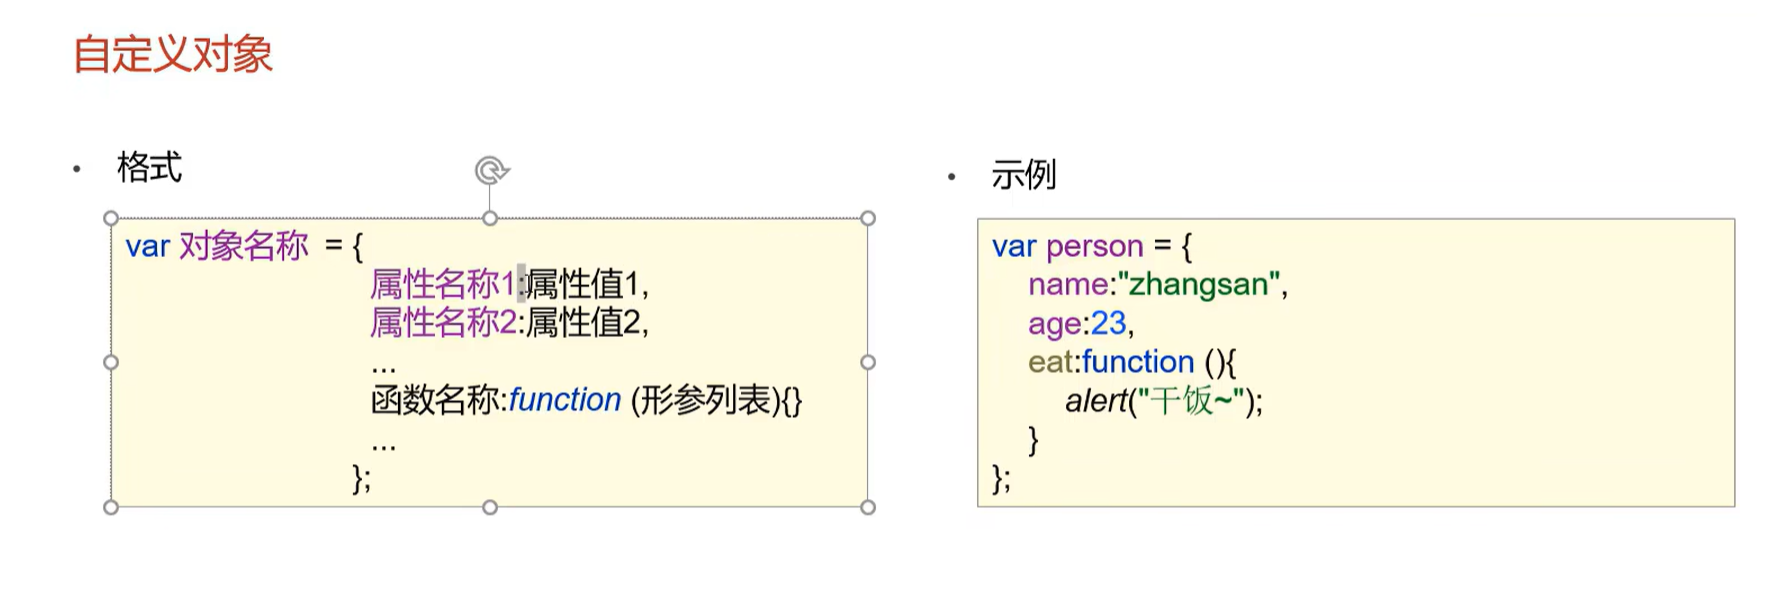 自定义对象
• 格式
var 对象名称 = {
属性名称1:属性值1,
属性名称2:属性值2,
...
函数名称:function (形参列表){}
...
};
• 示例
var person = {
name:"zhangsan",
age:23,
eat:function (){
alert("干饭~");
}
};